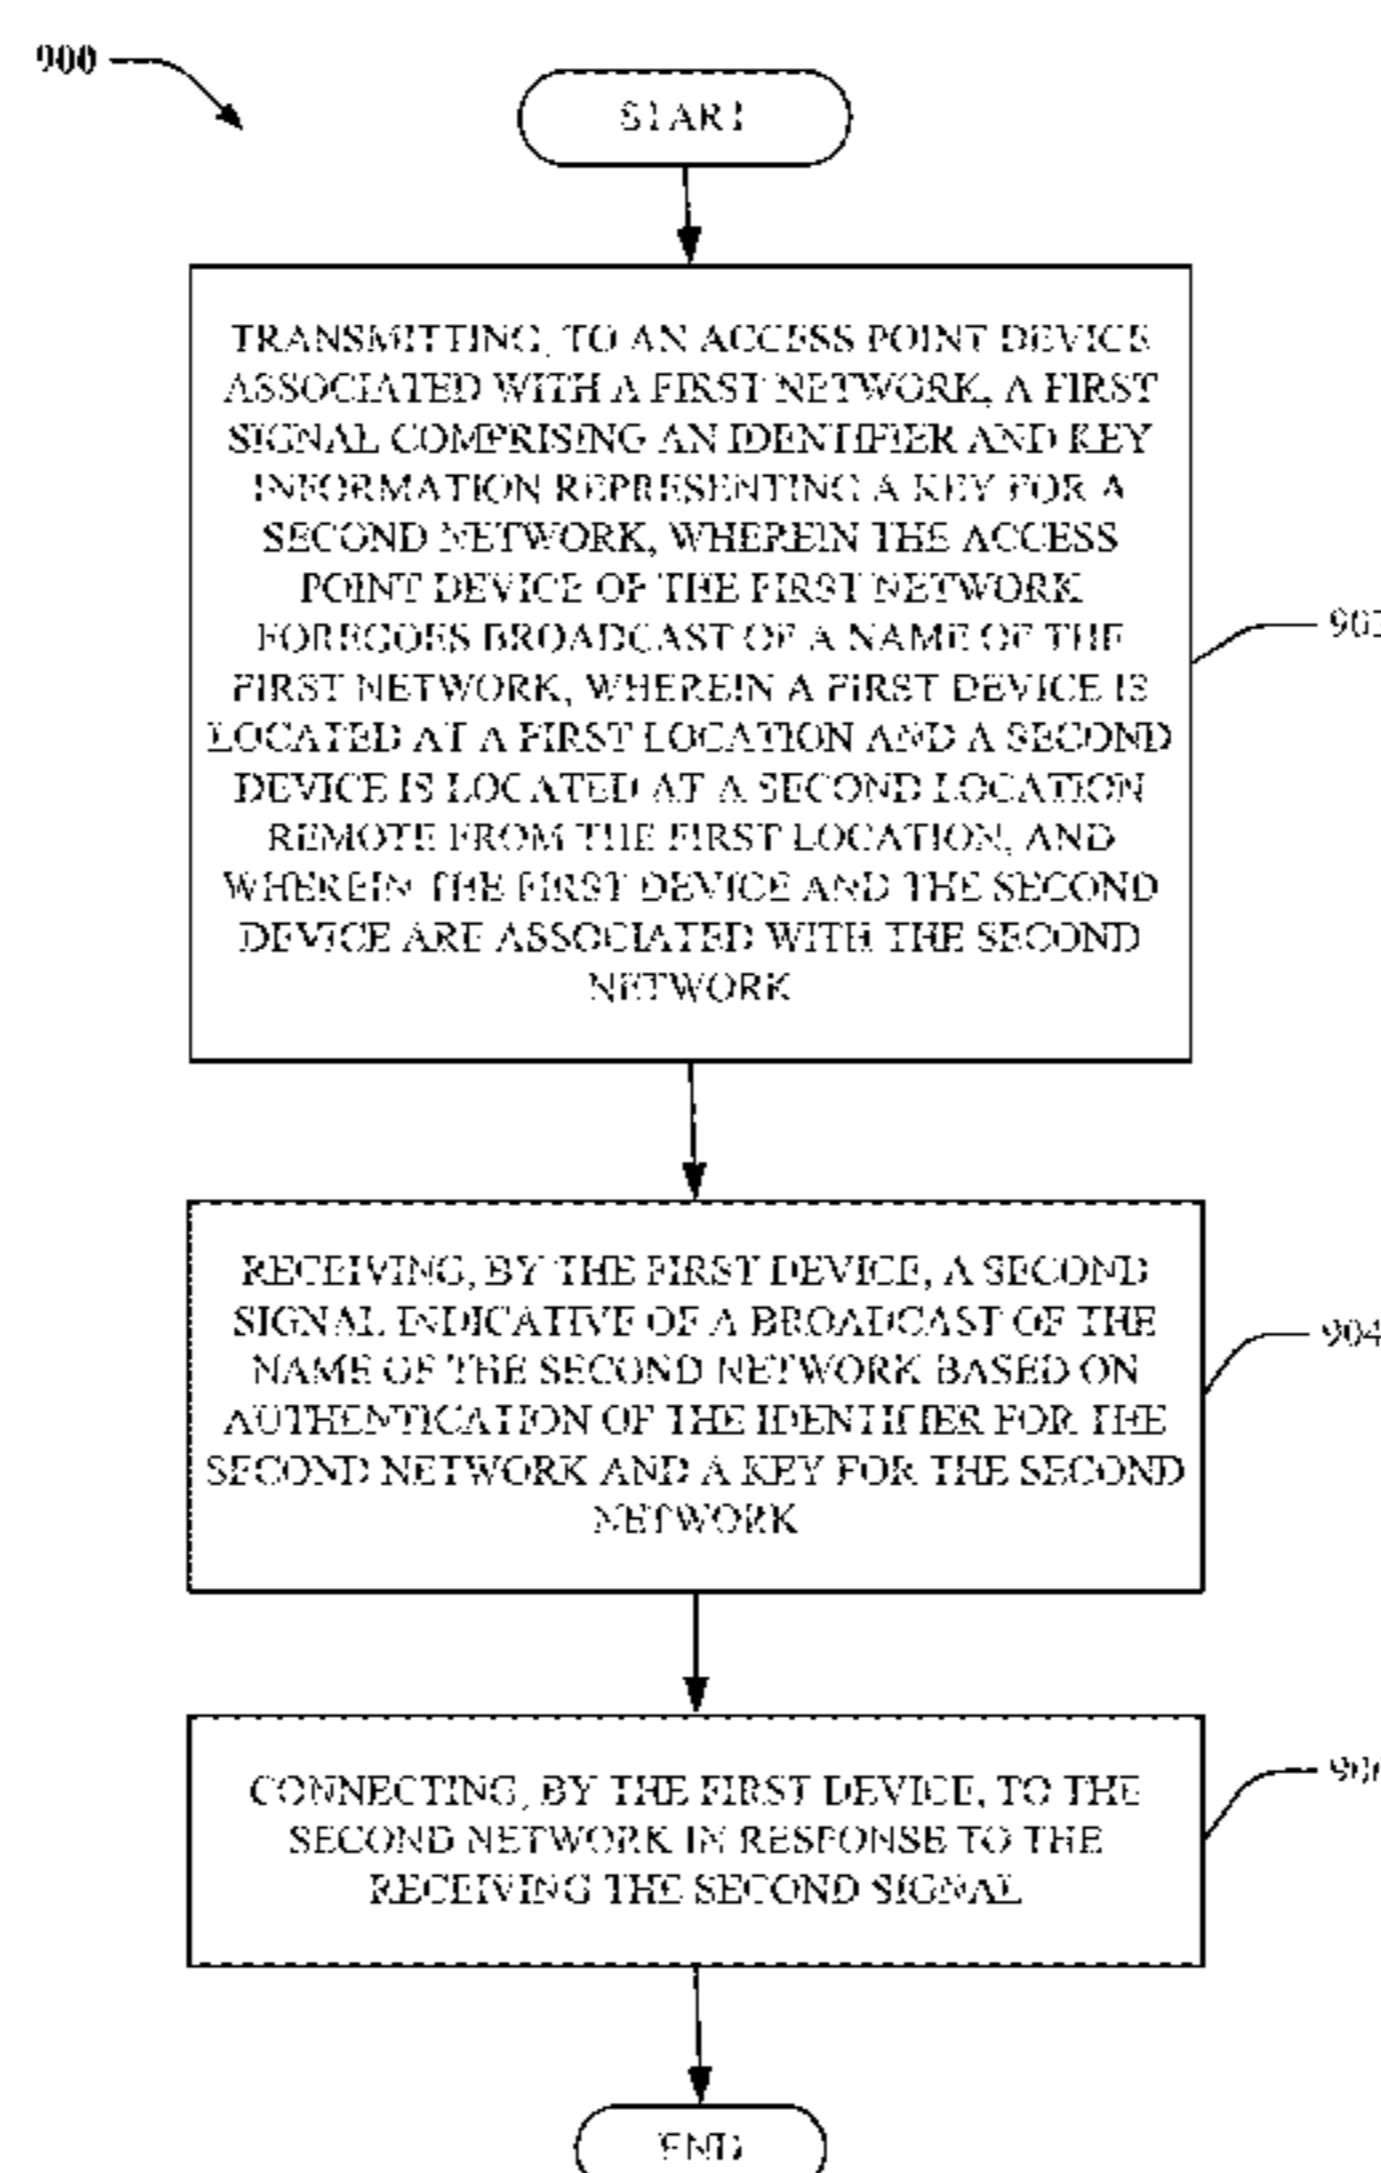 900
START
TRANSMITTING, TO AN ACCESS POINT DEVICE
ASSOCIATED WITH A FIRST NETWORK, A FIRST
SIGNAL COMPRISING AN IDENTIFIER AND KEY
INFORMATION REPRESENTING A KEY FOR A
SECOND NETWORK, WHEREIN THE ACCESS
POINT DEVICE OF THE FIRST NETWORK
FOREGOES BROADCAST OF A NAME OF THE
FIRST NETWORK, WHEREIN A FIRST DEVICE IS
LOCATED AT A FIRST LOCATION AND A SECOND
DEVICE IS LOCATED AT A SECOND LOCATION
REMOTE FROM THE FIRST LOCATION, AND
WHEREIN THE FIRST DEVICE AND THE SECOND
DEVICE ARE ASSOCIATED WITH THE SECOND
NETWORK
RECEIVING, BY THE FIRST DEVICE, A SECOND
SIGNAL INDICATIVE OF A BROADCAST OF THE
NAME OF THE SECOND NETWORK BASED ON
AUTHENTICATION OF THE IDENTIFIER FOR THE
SECOND NETWORK AND A KEY FOR THE SECOND
NETWORK
904
CONNECTING, BY THE FIRST DEVICE, TO THE
SECOND NETWORK IN RESPONSE TO THE
RECEIVING THE SECOND SIGNAL
END